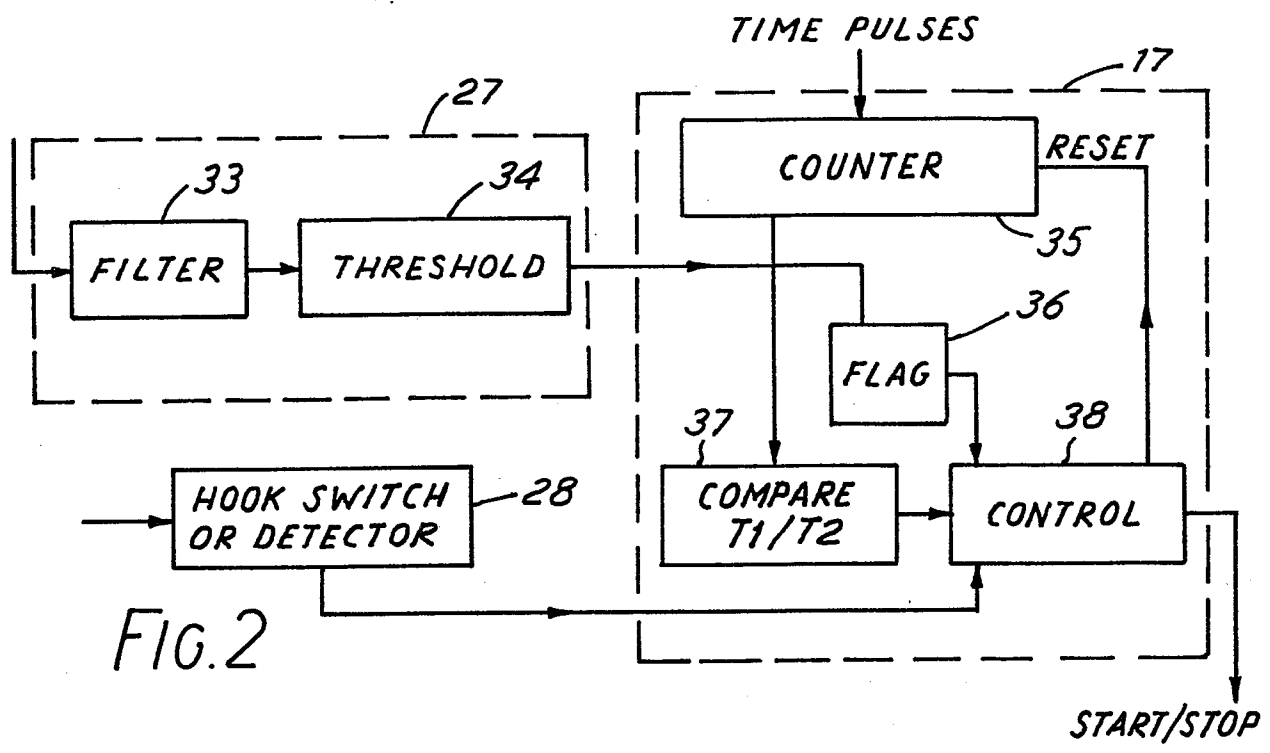 TIME PULSES
17
27
COUNTER
RESET
33
34
35
FILTER
THRESHOLD
36
FLAG
37
38
HOOK SWITCH
OR DETECTOR
28
COMPARE
T1/T2
CONTROL
FIG.2
START/STOP